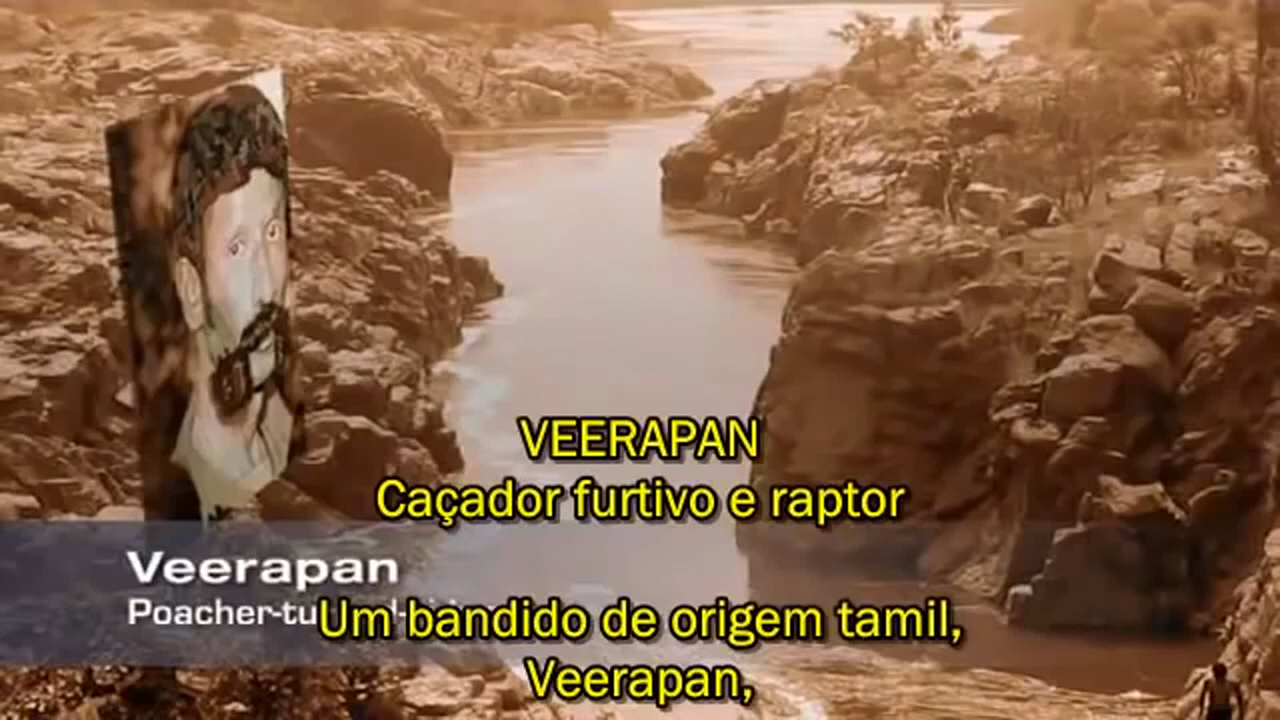 VEERAPAN
Caçador furtivo e raptor
Veerapan
Um bandido de origem tamil,
Veerapan,